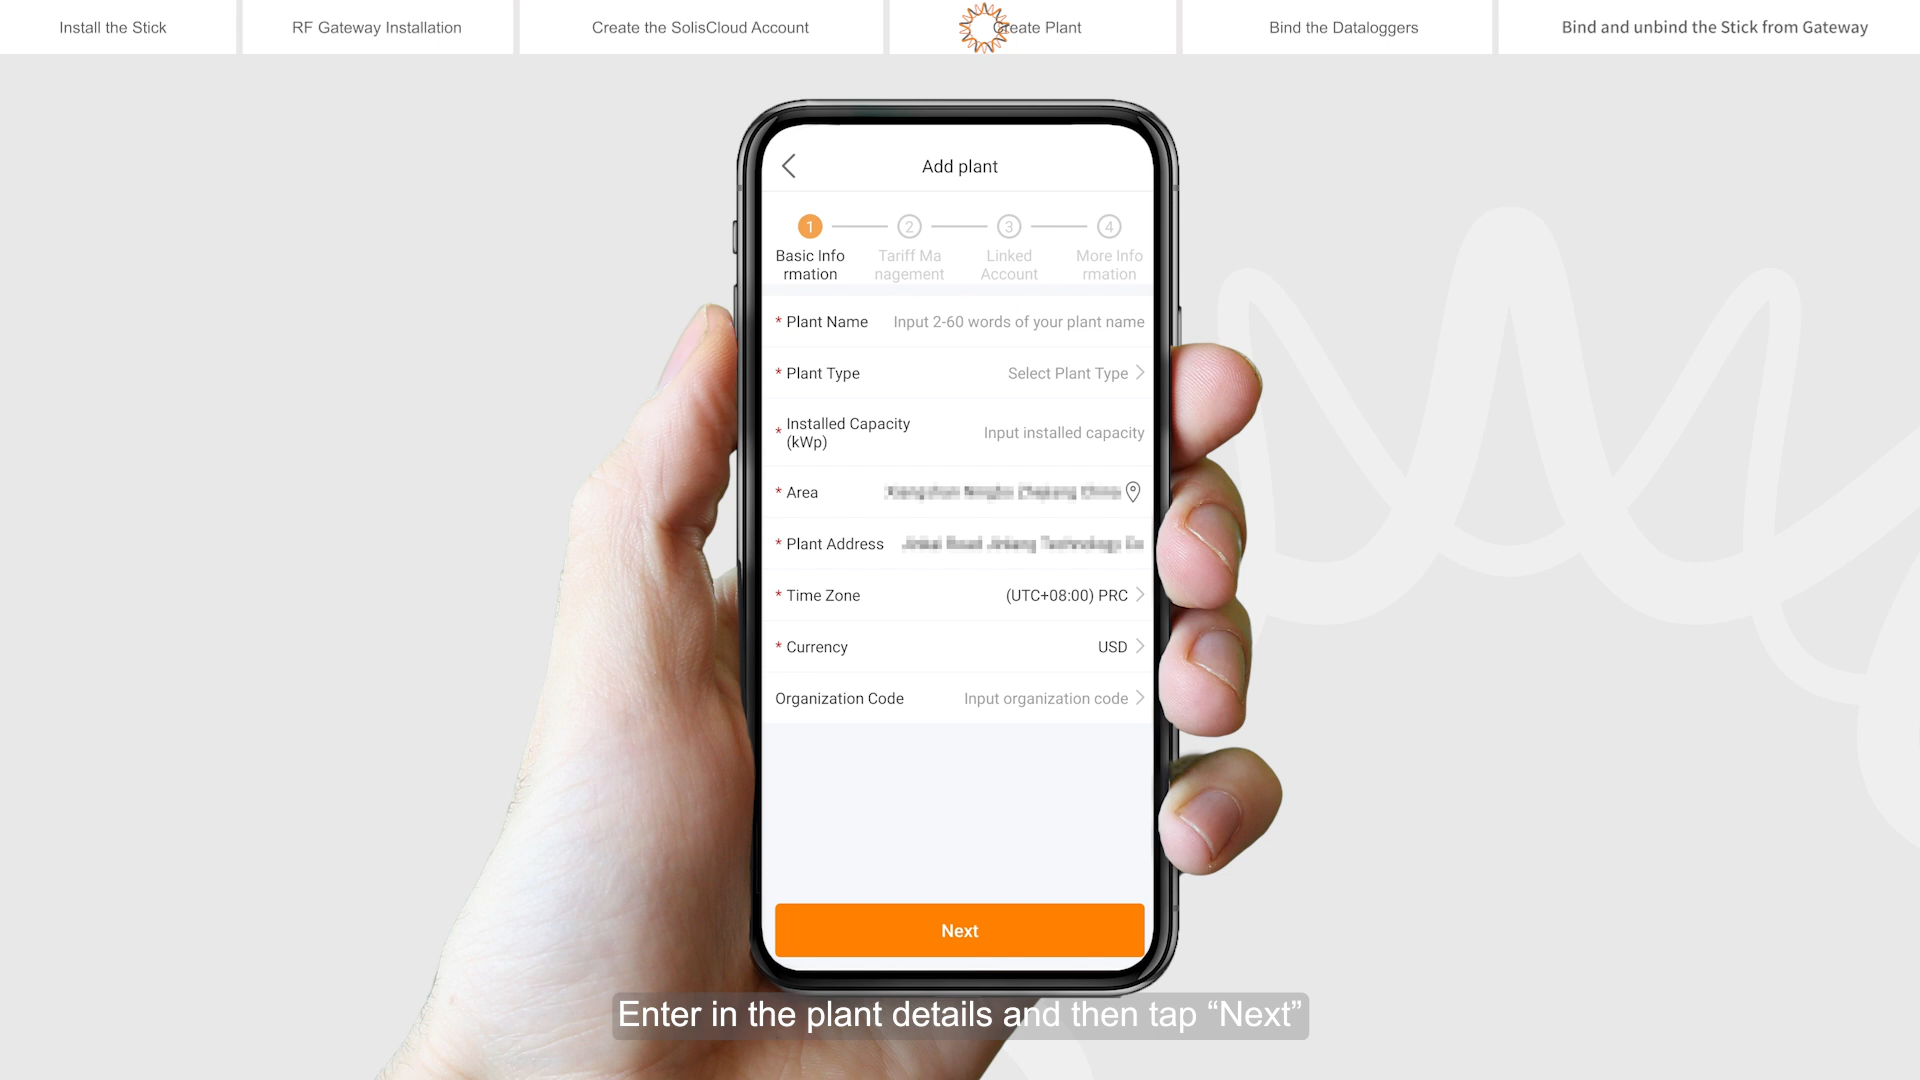 Install the Stick
RF Gateway Installation
Create the SolisCloud Account
Create Plant
Bind the Dataloggers
Bind and unbind the Stick from Gateway
Add plant
1
2
3
4
Basic Info
rmation
Tariff Ma
nagement
Linked
Account
More Info
rmation
* Plant Name
Input 2-60 words of your plant name
* Plant Type
Select Plant Type
* Installed Capacity
(kWp)
Input installed capacity
* Area
* Plant Address
* Time Zone
(UTC+08:00) PRC
* Currency
USD
Organization Code
Input organization code
Next
Enter in the plant details and then tap “Next”